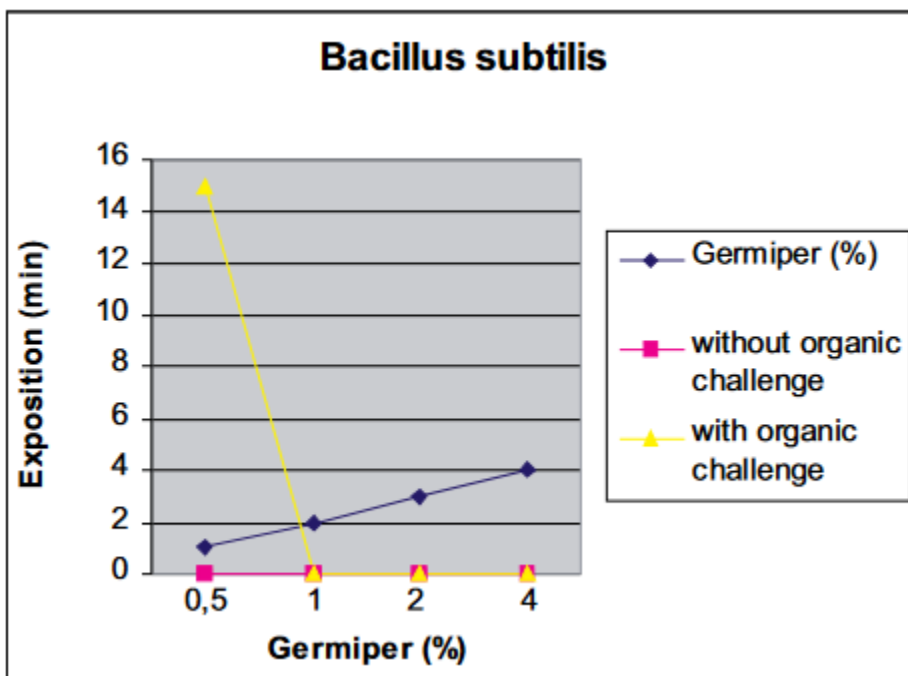 Bacillus subtilis
16
14
12
10
8
6
4
2
0
Exposition (min)
0,5 1 2 4
Germiper (%)
Germiper (%)
without organic
challenge
with organic
challenge